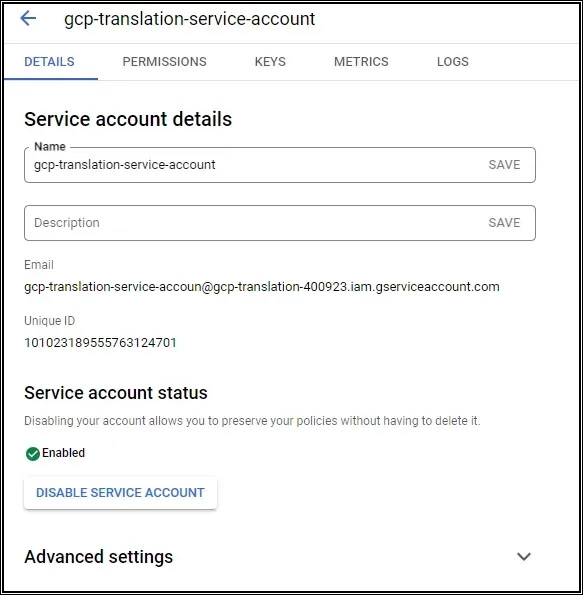 gcp-translation-service-account
DETAILS PERMISSIONS KEYS METRICS LOGS
Service account details
Name
gcp-translation-service-account SAVE
Description SAVE
Email
gcp-translation-service-accoun@gcp-translation-400923.iam.gserviceaccount.com
Unique ID
101023189555763124701
Service account status
Disabling your account allows you to preserve your policies without having to delete it.
Enabled
DISABLE SERVICE ACCOUNT
Advanced settings